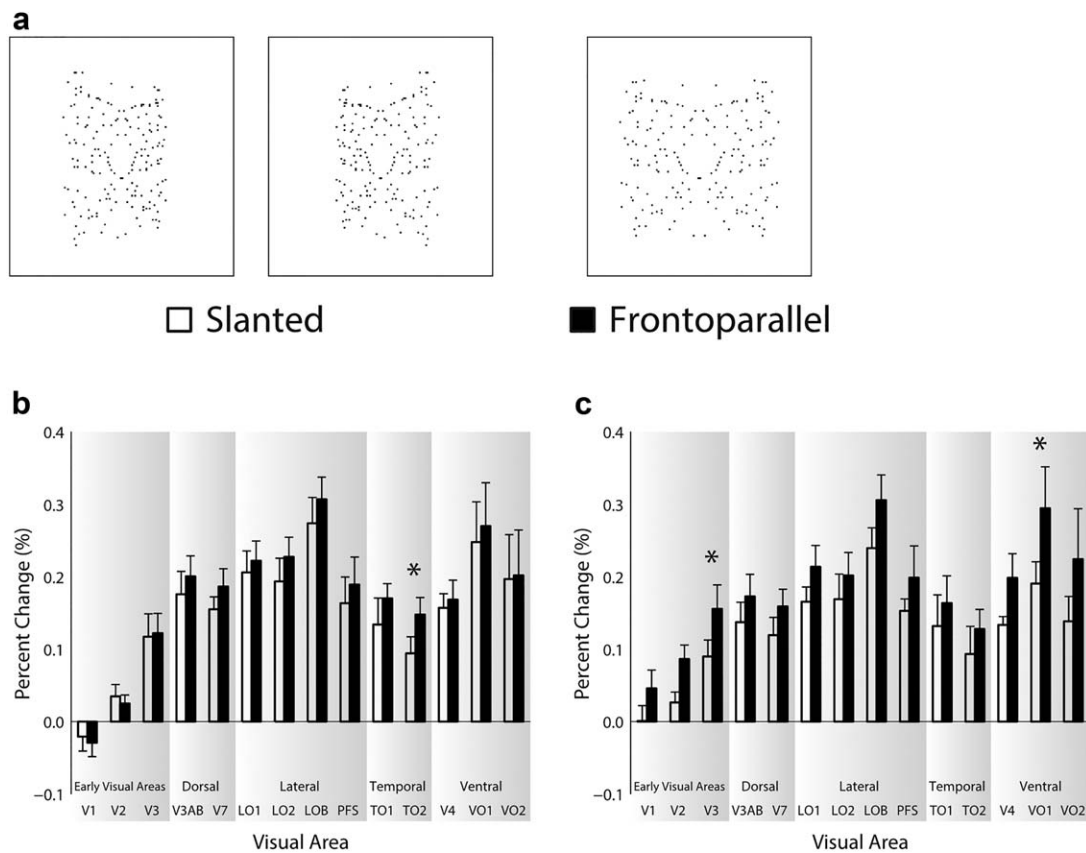 a
Slanted
Frontoparallel
b
0.4
0.3
0.2
0.1
0.0
−0.1
Percent Change (%)
Early Visual Areas Dorsal Lateral Temporal Ventral
V1 V2 V3 V3AB V7 LO1 LO2 LOB PFS TO1 TO2 V4 VO1 VO2
Visual Area
*
c
0.4
0.3
0.2
0.1
0.0
−0.1
Percent Change (%)
Early Visual Areas Dorsal Lateral Temporal Ventral
V1 V2 V3 V3AB V7 LO1 LO2 LOB PFS TO1 TO2 V4 VO1 VO2
Visual Area
*
*